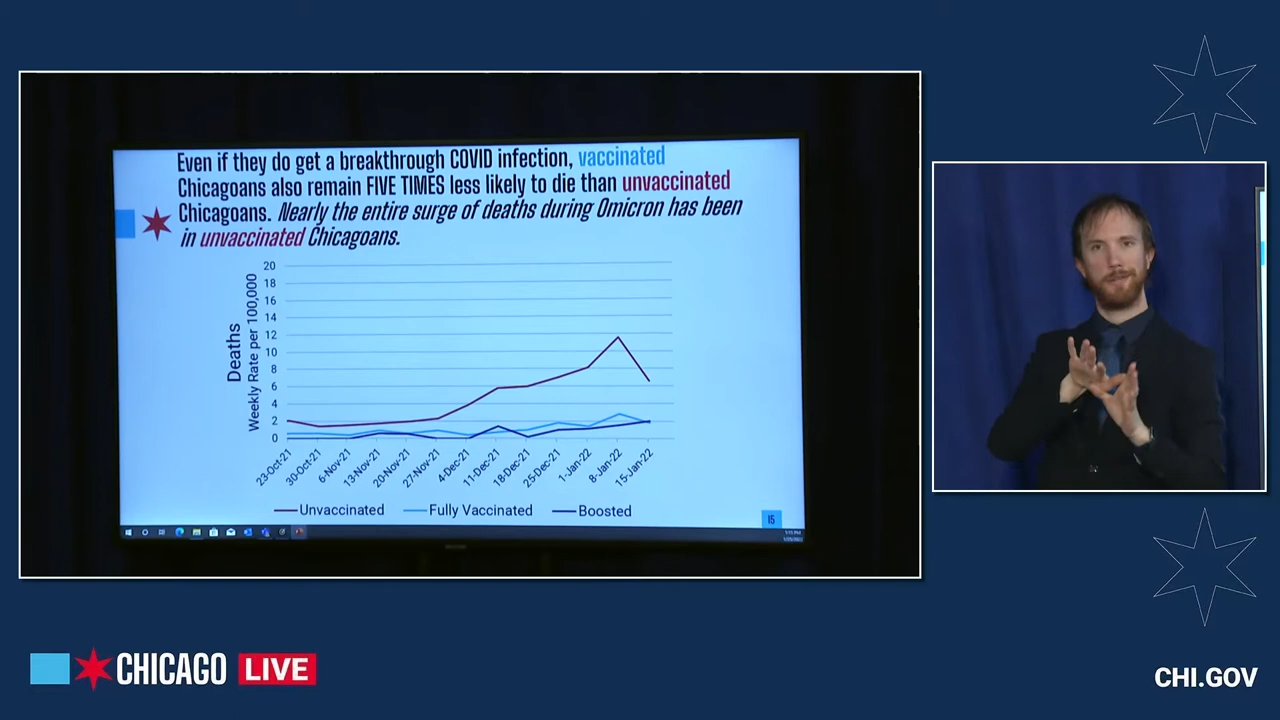 Even if they do get a breakthrough COVID infection, vaccinated
Chicagoans also remain FIVE TIMES less likely to die than unvaccinated
Chicagoans. Nearly the entire surge of deaths during Omicron has been
in unvaccinated Chicagoans.
Deaths
Weekly Rate per 100,000
20
18
16
14
12
10
8
6
4
2
0
23-Oct-21
30-Oct-21
6-Nov-21
13-Nov-21
20-Nov-21
27-Nov-21
4-Dec-21
11-Dec-21
18-Dec-21
25-Dec-21
1-Jan-22
8-Jan-22
15-Jan-22
Unvaccinated
Fully Vaccinated
Boosted
15
CHICAGO LIVE
CHI.GOV